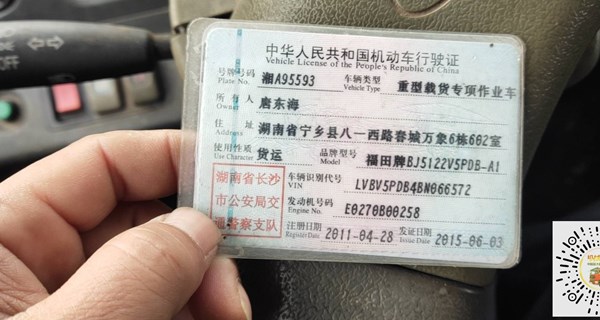 中华人民共和国机动车行驶证
Vehicle License of the People's Republic of China
号牌号码 湘A95593 车辆类型 重型载货专项作业车
Plate No. Vehicle Type
所有人 唐东海
Owner
住址 湖南省宁乡县八一西路春城万象6栋602室
Address
使用性质 货运 品牌型号 福田牌BJ5122V5PDB-A1
Use Character Model
湖南省长沙市公安局交通警察支队
车辆识别代号 LVBV5PDB4BN066572
VIN
发动机号码 E0270B00258
Engine No.
注册日期 2011-04-28 发证日期 2015-06-03
Register Date Issue Date